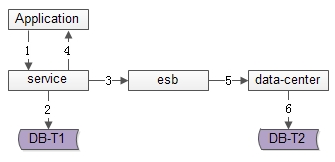 Application
1
4
service
3
esb
5
data-center
2
6
DB-T1
DB-T2